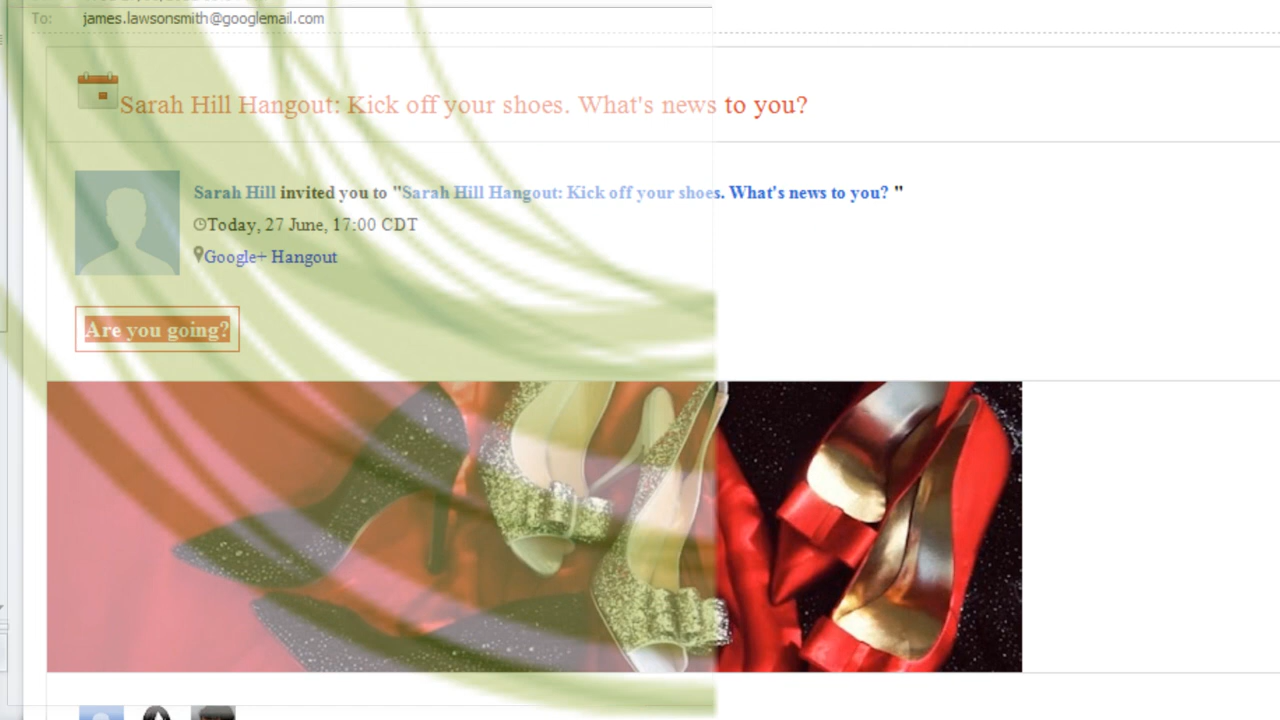 To: james.lawsonsmith@googlemail.com
Sarah Hill Hangout: Kick off your shoes. What's news to you?
Sarah Hill invited you to "Sarah Hill Hangout: Kick off your shoes. What's news to you? "
Today, 27 June, 17:00 CDT
Google+ Hangout
Are you going?